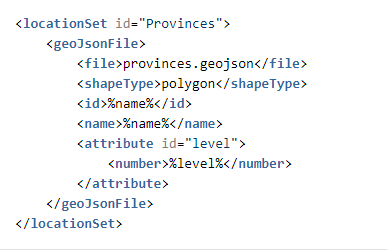 <locationSet id="Provinces">
    <geoJsonFile>
        <file>provinces.geojson</file>
        <shapeType>polygon</shapeType>
        <id>%name%</id>
        <name>%name%</name>
        <attribute id="level">
            <number>%level%</number>
        </attribute>
    </geoJsonFile>
</locationSet>